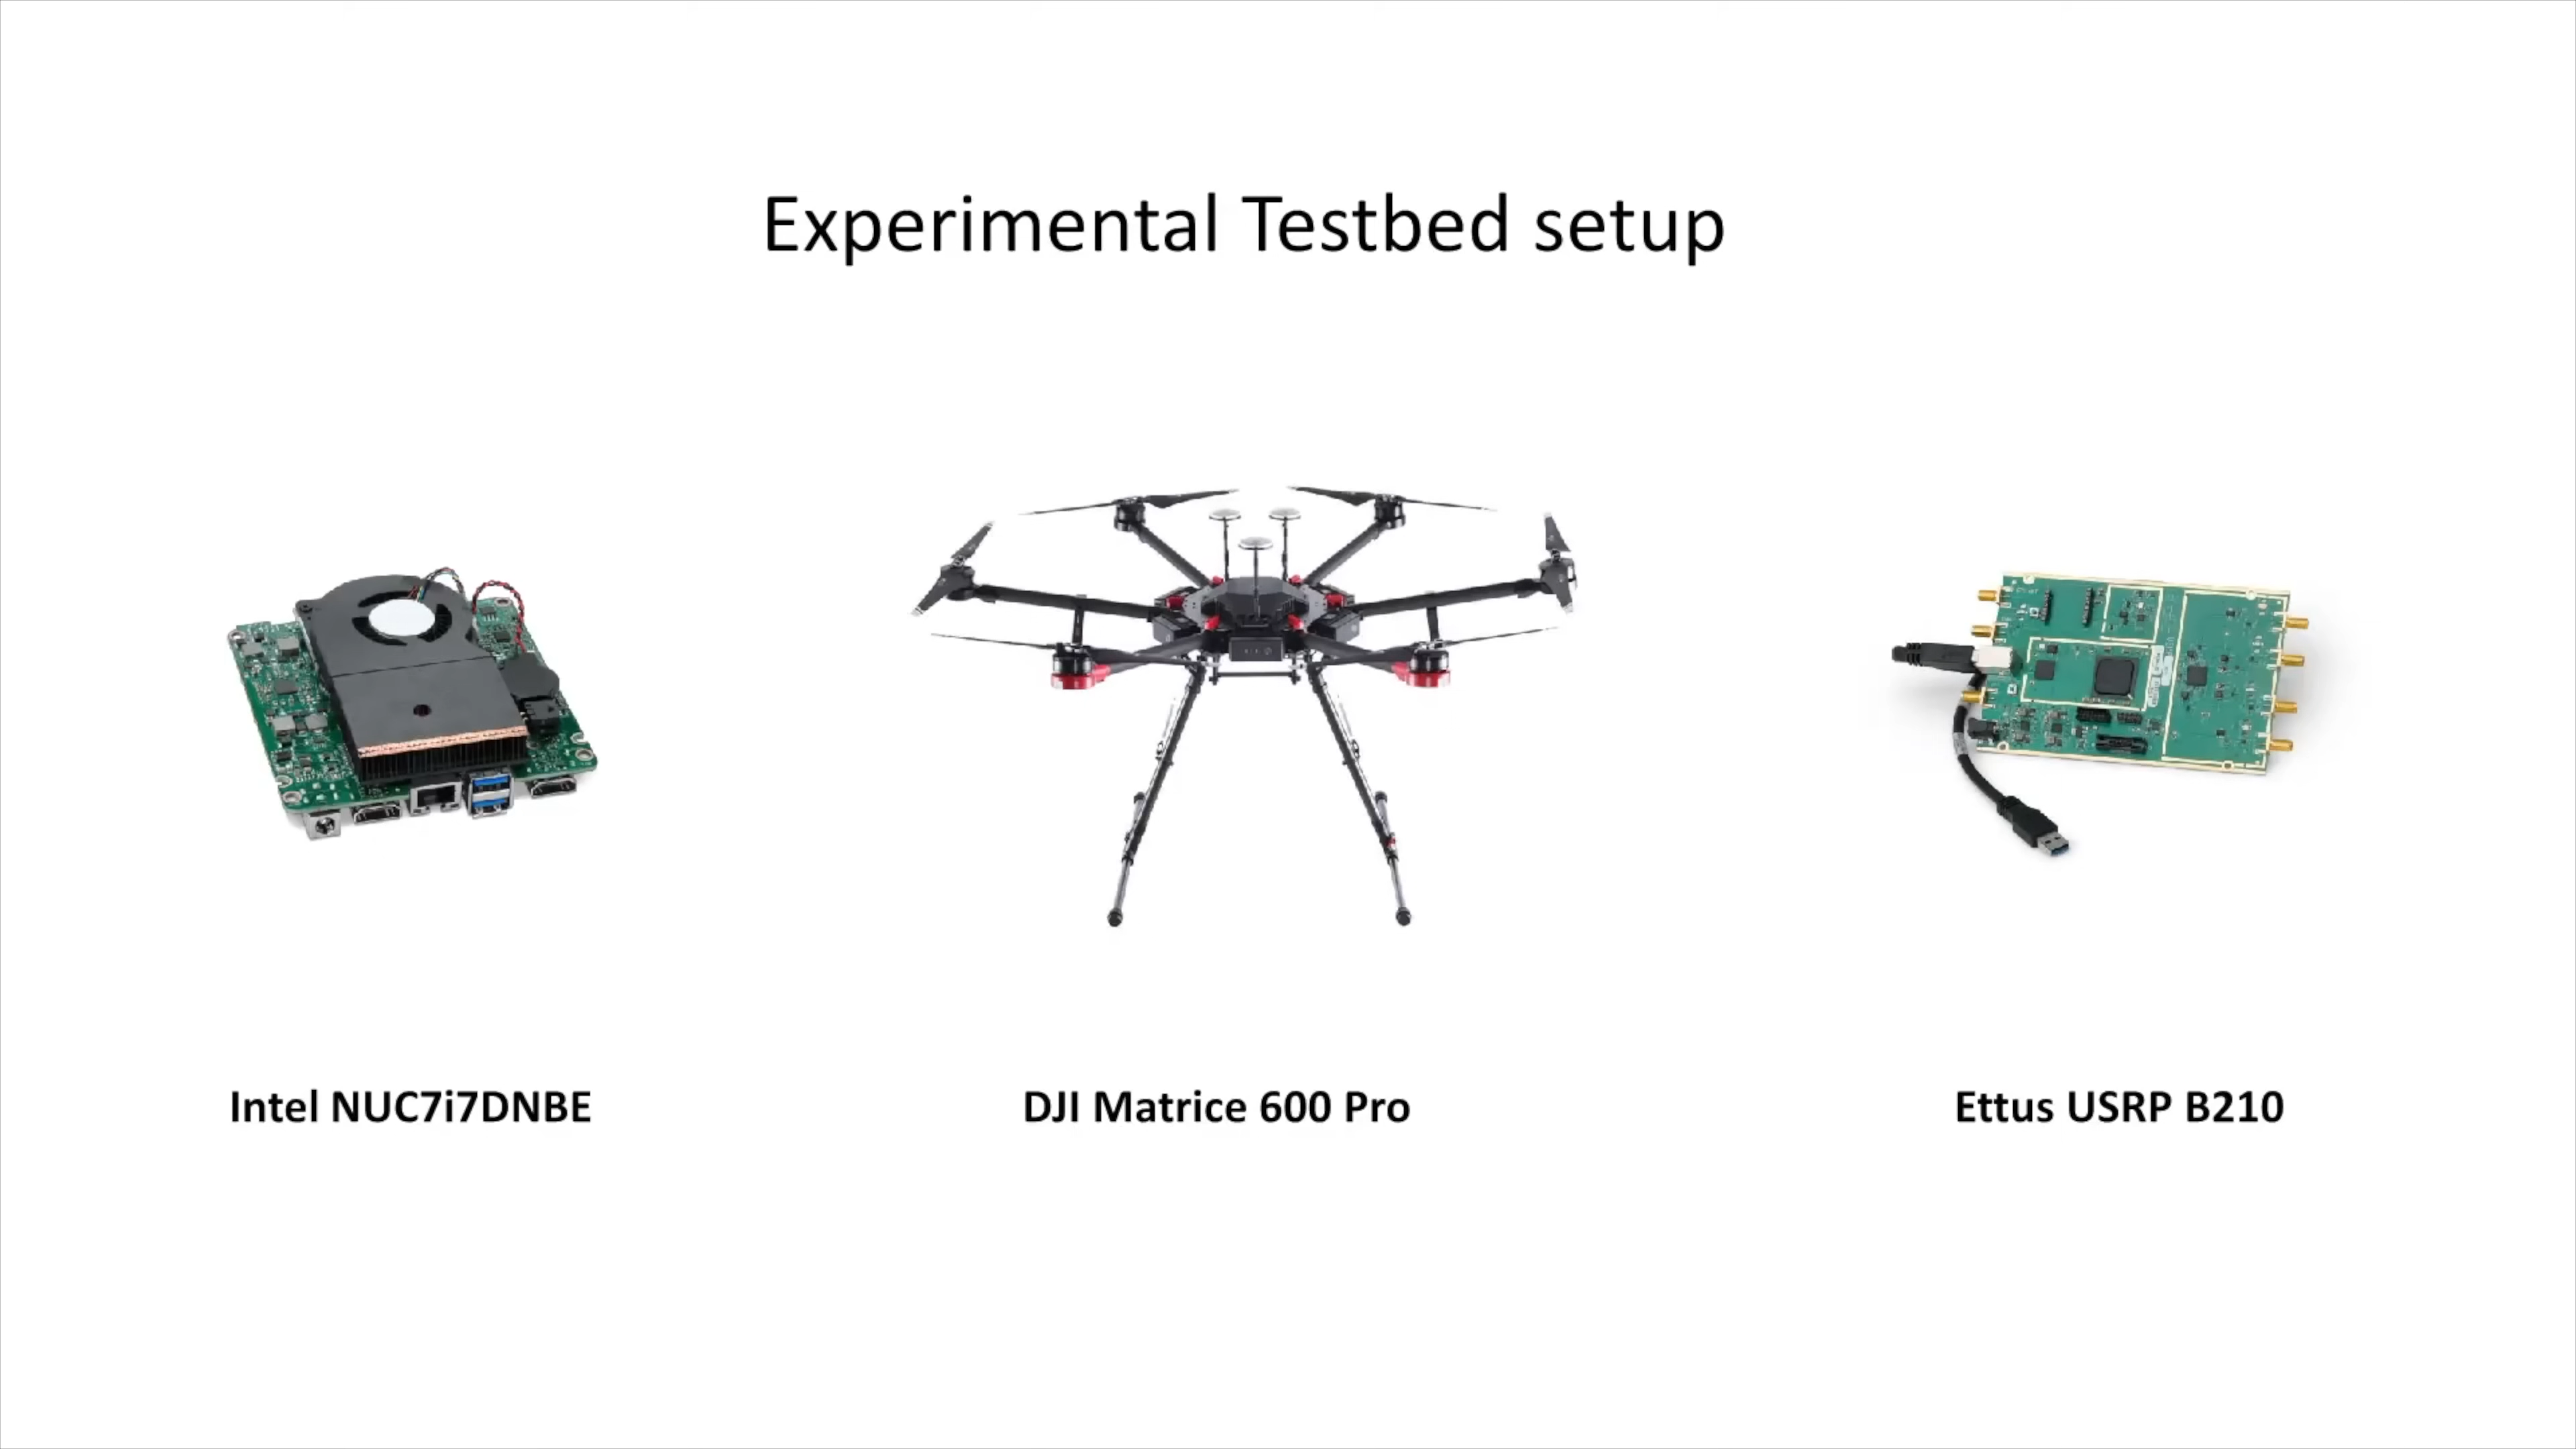 Experimental Testbed setup
Intel NUC7i7DNBE
DJI Matrice 600 Pro
Ettus USRP B210